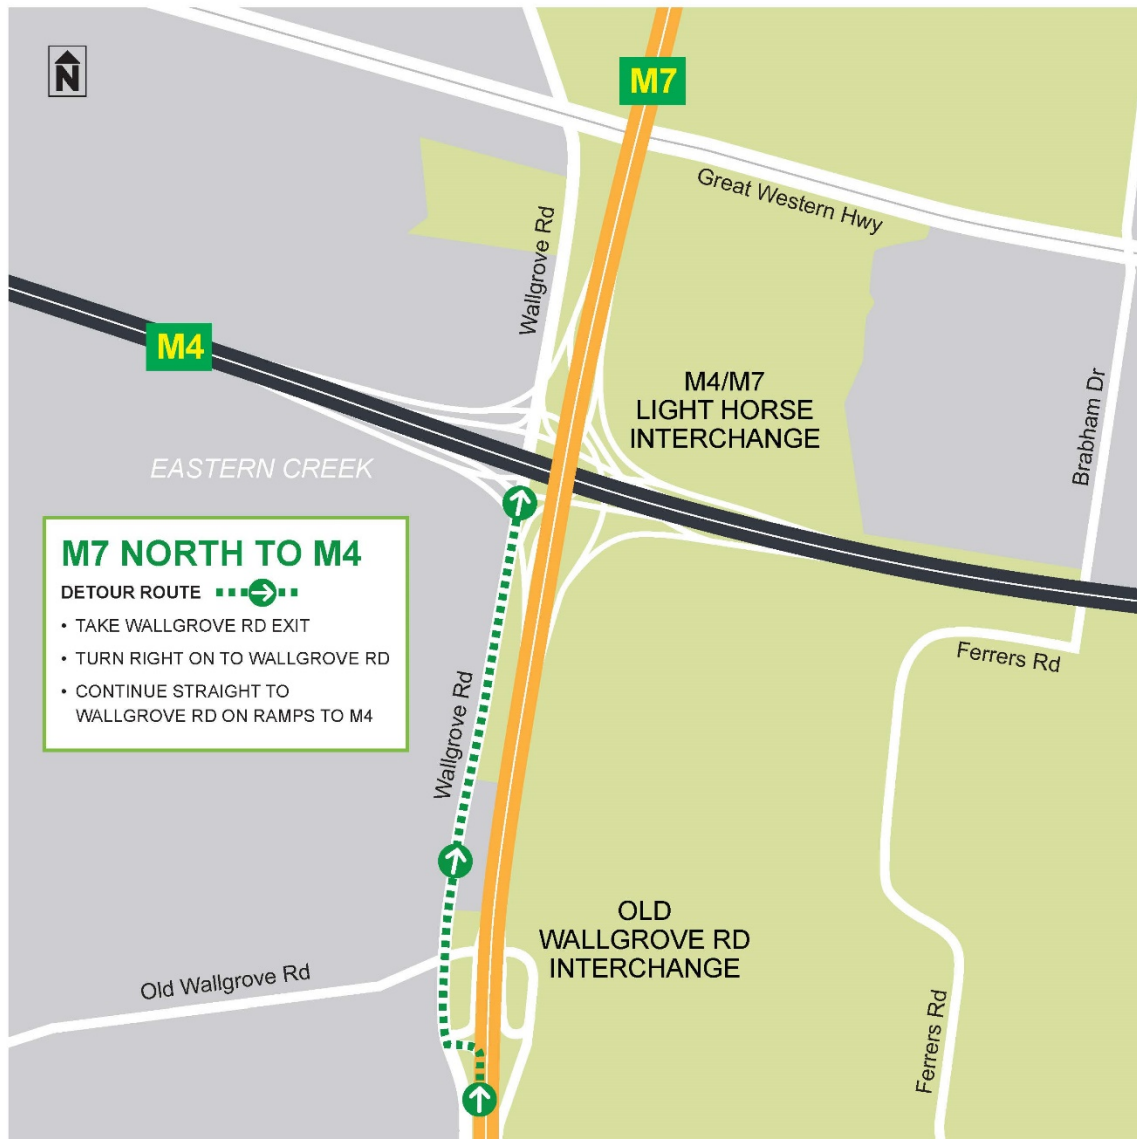 N
M7
Great Western Hwy
Wallgrove Rd
M4
M4/M7
LIGHT HORSE
INTERCHANGE
Brabham Dr
EASTERN CREEK
M7 NORTH TO M4
DETOUR ROUTE
• TAKE WALLGROVE RD EXIT
• TURN RIGHT ON TO WALLGROVE RD
• CONTINUE STRAIGHT TO
WALLGROVE RD ON RAMPS TO M4
Ferrers Rd
Wallgrove Rd
OLD
WALLGROVE RD
INTERCHANGE
Old Wallgrove Rd
Ferrers Rd